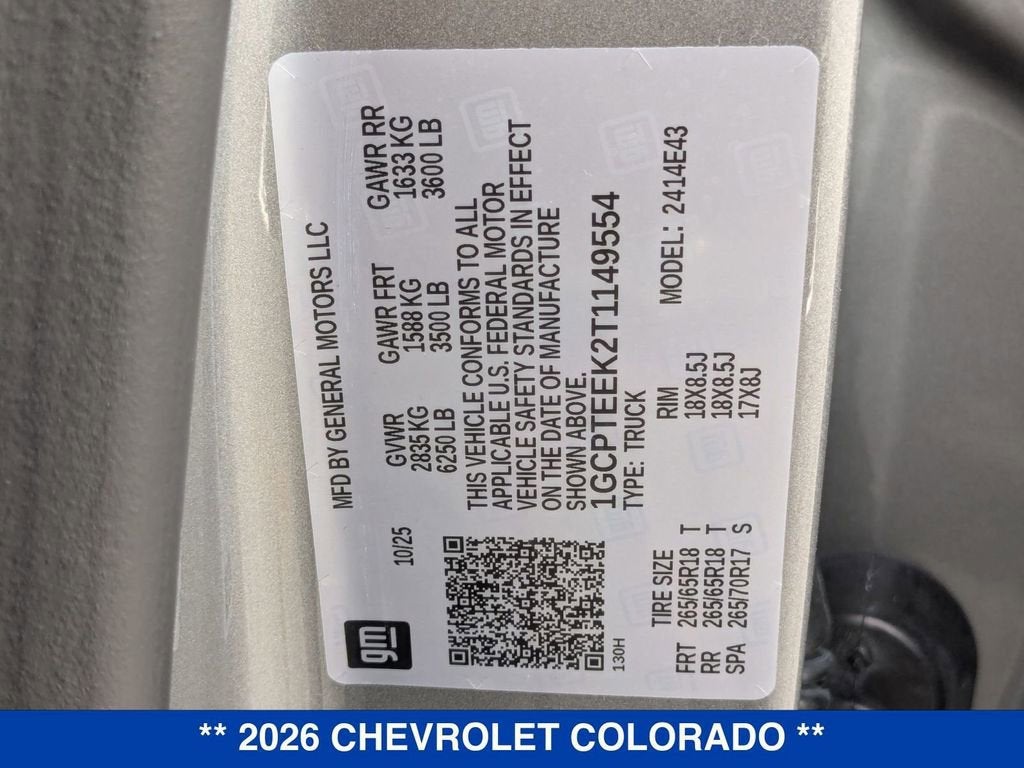 gm
MFD BY GENERAL MOTORS LLC
10/25
GVWR GAWR FRT GAWR RR
2835 KG 1588 KG 1633 KG
6250 LB 3500 LB 3600 LB
THIS VEHICLE CONFORMS TO ALL
APPLICABLE U.S. FEDERAL MOTOR
VEHICLE SAFETY STANDARDS IN EFFECT
ON THE DATE OF MANUFACTURE
SHOWN ABOVE.
1GCPTEEK2T1149554
130H
TYPE: TRUCK
MODEL: 2414E43
TIRE SIZE RIM
FRT 265/65R18 T 18X8.5J
RR 265/65R18 T 18X8.5J
SPA 265/70R17 S 17X8J
** 2026 CHEVROLET COLORADO **